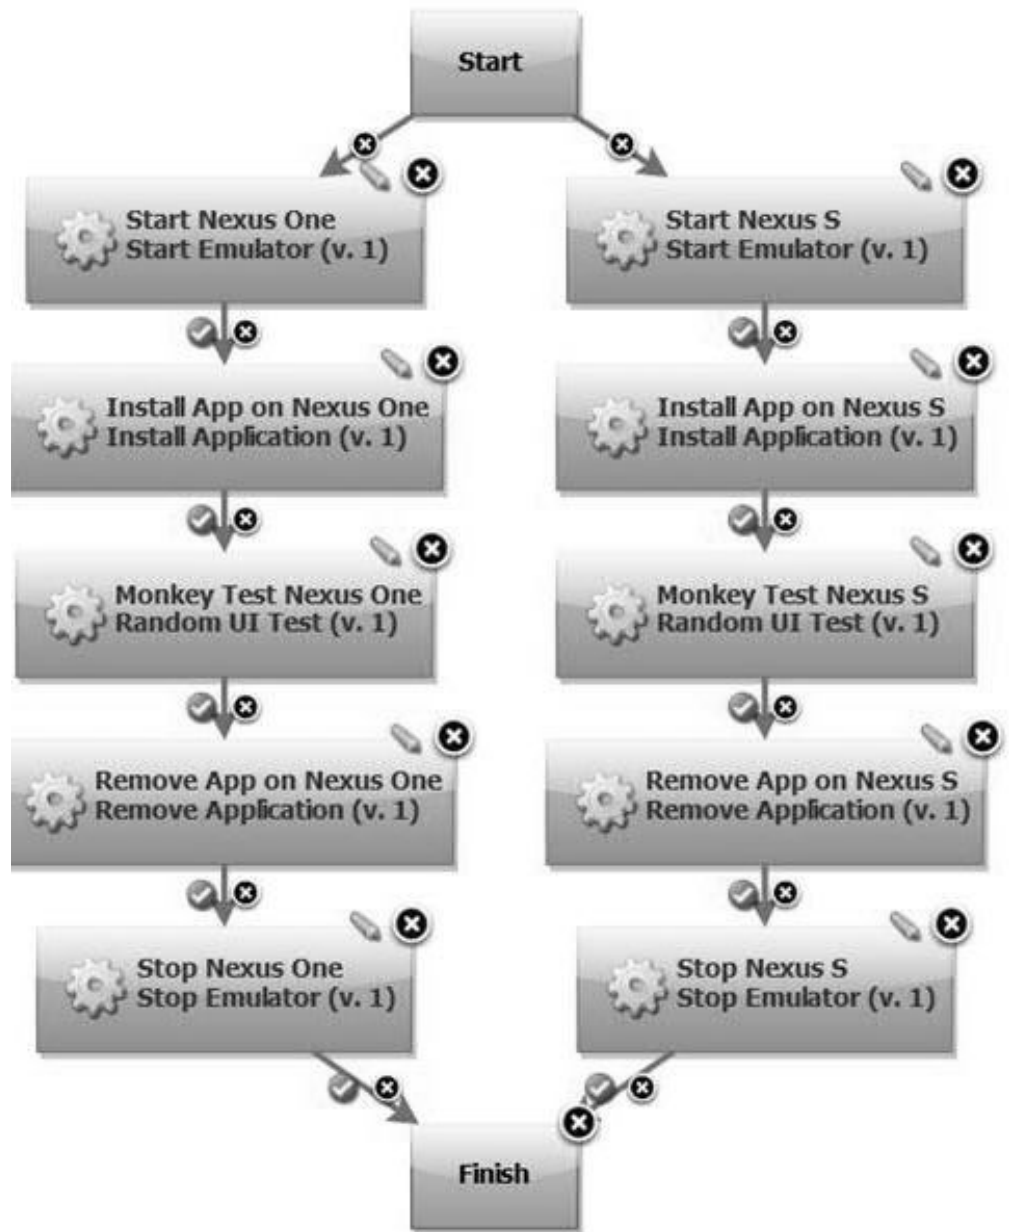 Start
Start Nexus One
Start Emulator (v. 1)
Start Nexus S
Start Emulator (v. 1)
Install App on Nexus One
Install Application (v. 1)
Install App on Nexus S
Install Application (v. 1)
Monkey Test Nexus One
Random UI Test (v. 1)
Monkey Test Nexus S
Random UI Test (v. 1)
Remove App on Nexus One
Remove Application (v. 1)
Remove App on Nexus S
Remove Application (v. 1)
Stop Nexus One
Stop Emulator (v. 1)
Stop Nexus S
Stop Emulator (v. 1)
Finish